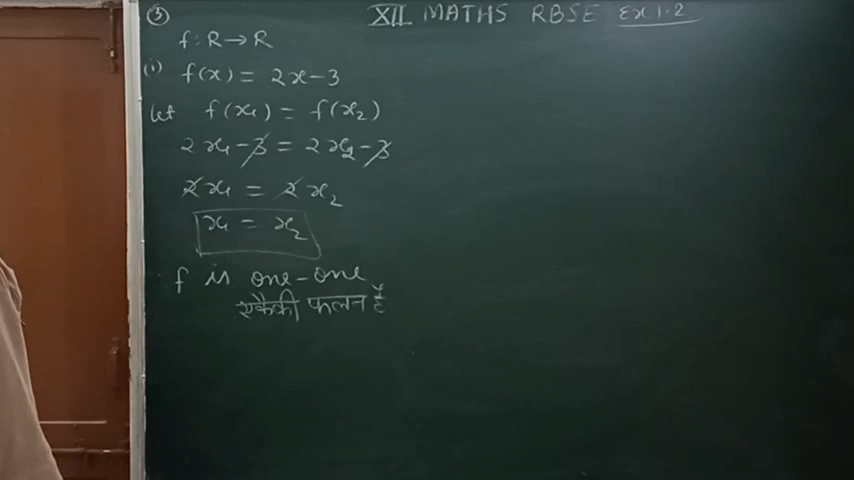 XII MATHS RBSE Ex 1.2
(3)
f: R → R
(i) f(x) = 2x - 3
Let f(x₁) = f(x₂)
2x₁ - 3 = 2x₂ - 3
2x₁ = 2x₂
x₁ = x₂
∴ f is one-one
एकैकी फलन है